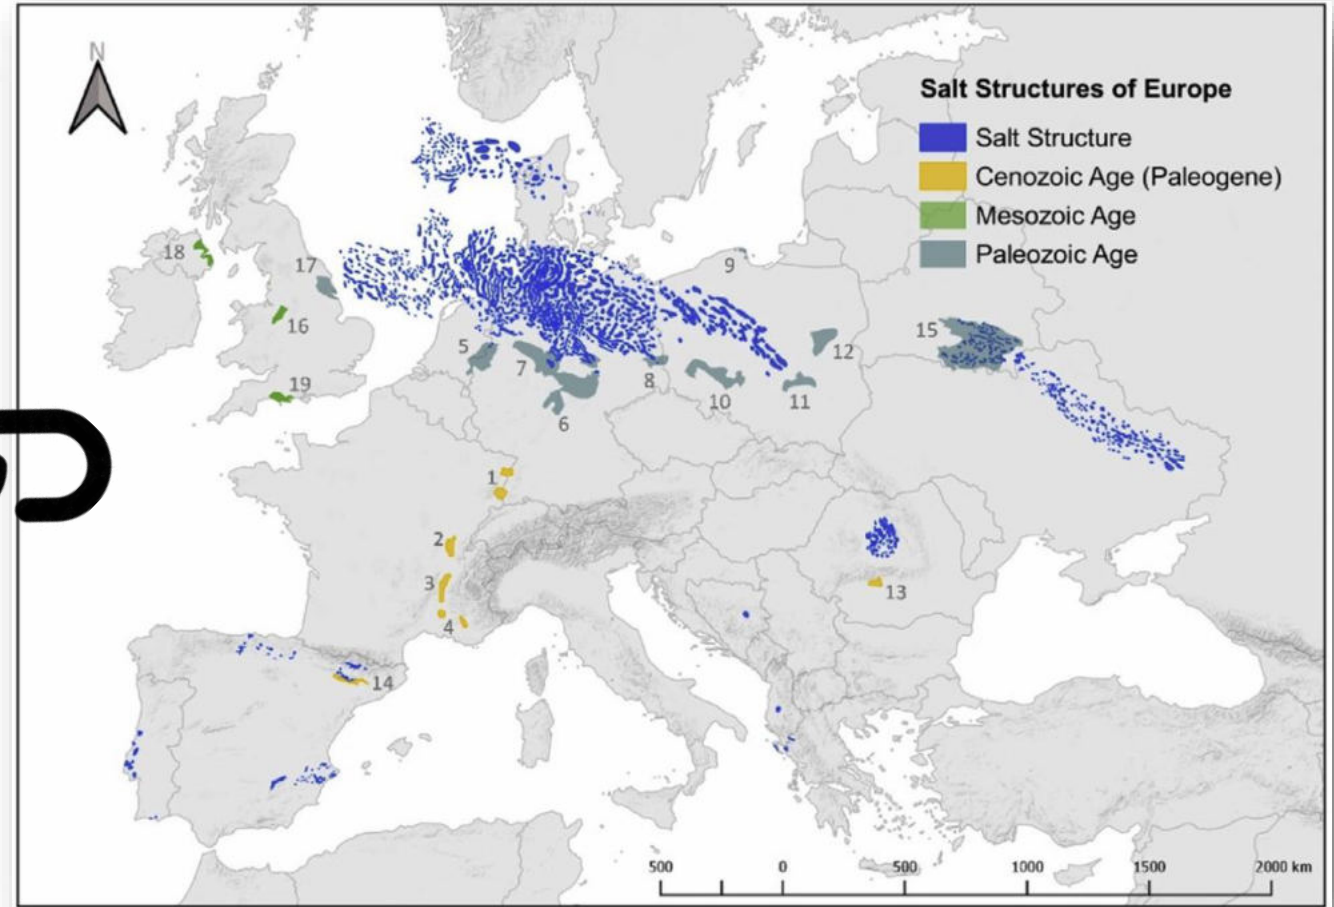 N
Salt Structures of Europe
Salt Structure
Cenozoic Age (Paleogene)
Mesozoic Age
Paleozoic Age
18
17
9
16
15
5
7
12
19
8
10
11
6
1
2
3
13
4
14
500 0 500 1000 1500 2000 km